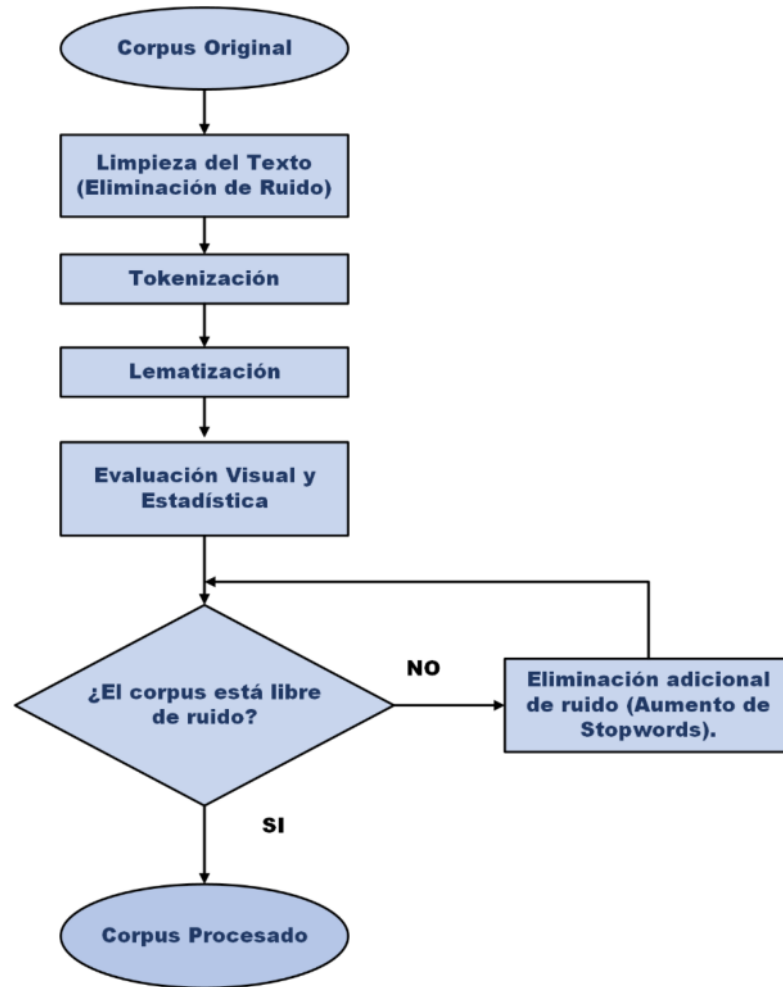 Corpus Original
Limpieza del Texto
(Eliminación de Ruido)
Tokenización
Lematización
Evaluación Visual y
Estadística
¿El corpus está libre
de ruido?
NO
Eliminación adicional
de ruido (Aumento de
Stopwords).
SI
Corpus Procesado